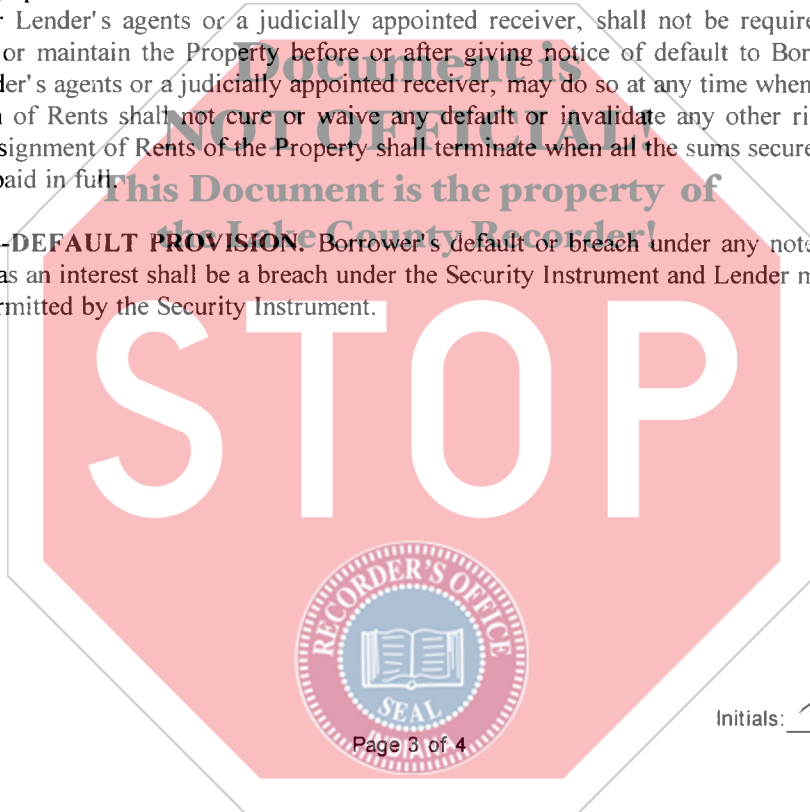 Lender's agents or a judicially appointed receiver, shall not be require
or maintain the Property before or after giving notice of default to Bor
der's agents or a judicially appointed receiver, may do so at any time when
of Rents shall not cure or waive any default or invalidate any other ri
signment of Rents of the Property shall terminate when all the sums secure
paid in full.
-DEFAULT PROVISION. Borrower's default or breach under any note
as an interest shall be a breach under the Security Instrument and Lender m
rmitted by the Security Instrument.
Document is
NOT OFFICIAL!
This Document is the property of
the Lake County Recorder!
STOP
RECORDER'S OFFICE
SEAL
INDIANA
Initials:
Page 3 of 4